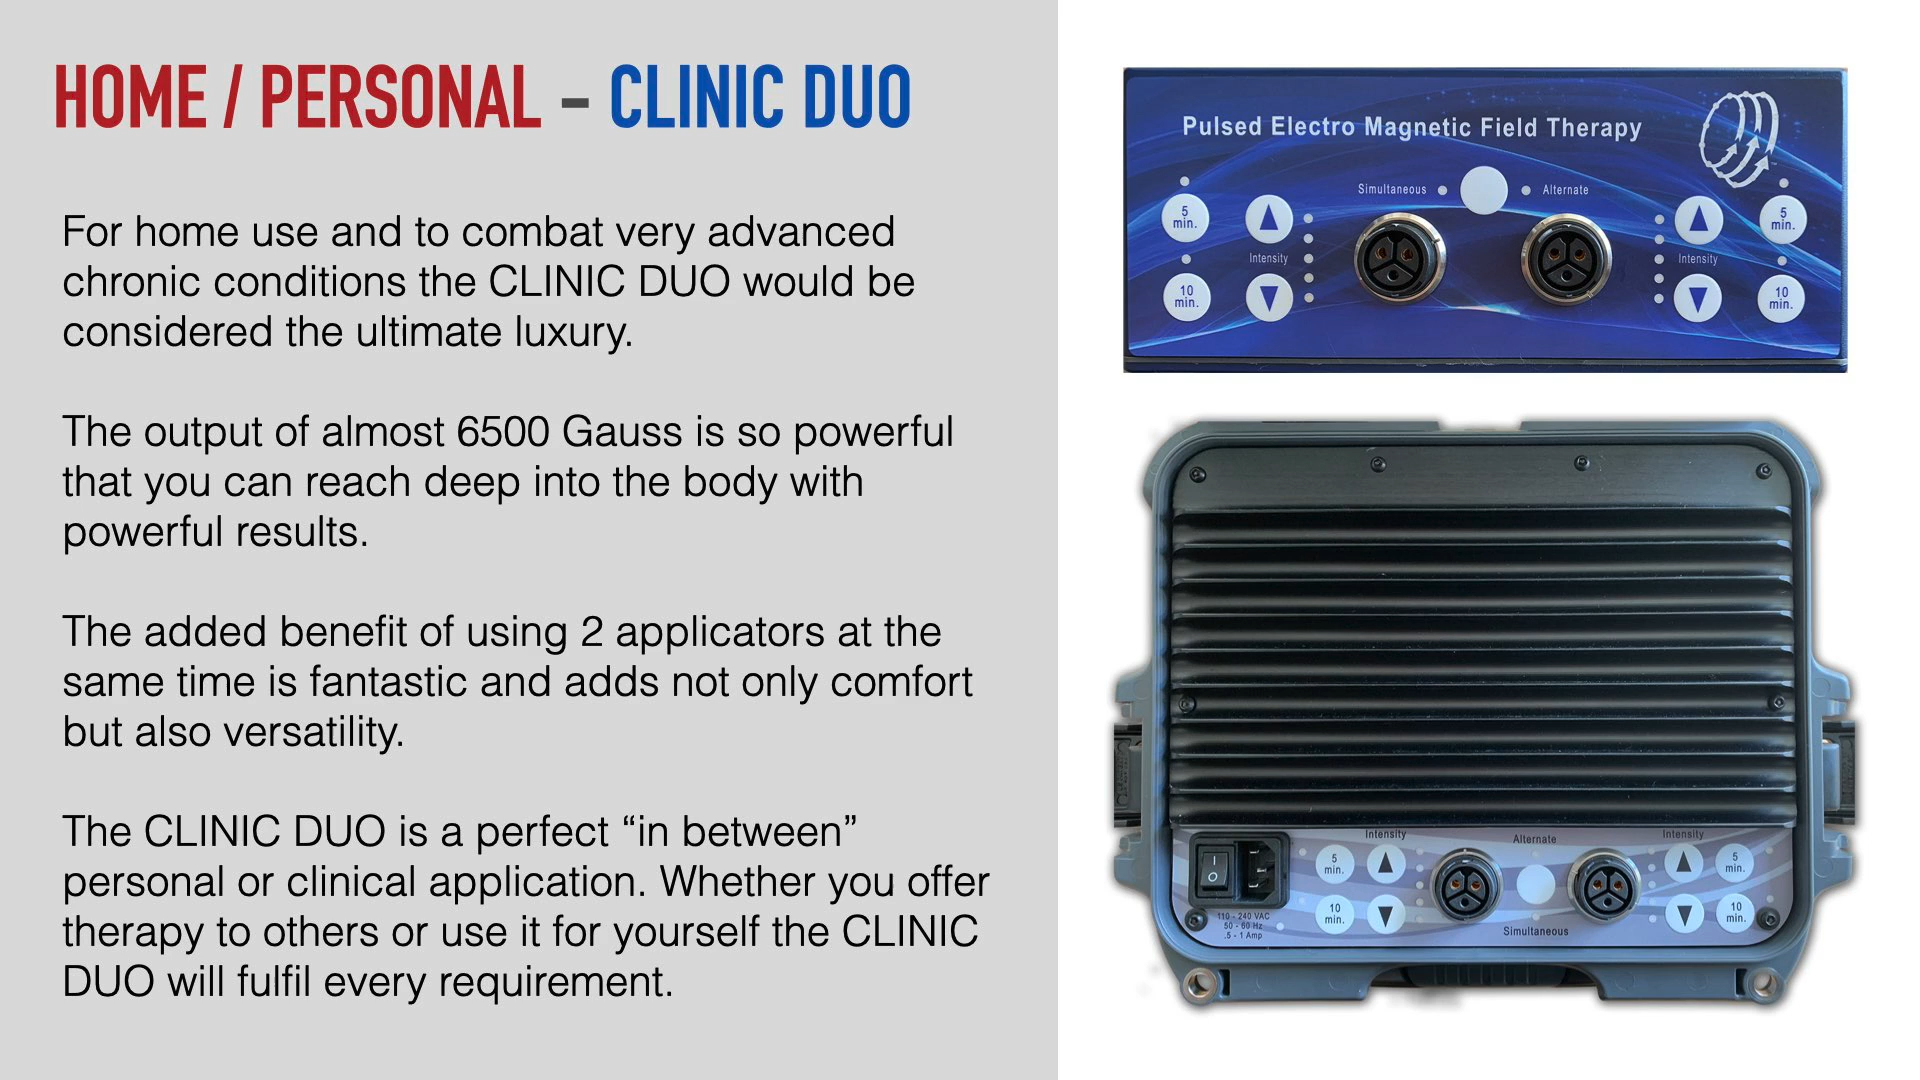 HOME / PERSONAL – CLINIC DUO
For home use and to combat very advanced
chronic conditions the CLINIC DUO would be
considered the ultimate luxury.
The output of almost 6500 Gauss is so powerful
that you can reach deep into the body with
powerful results.
The added benefit of using 2 applicators at the
same time is fantastic and adds not only comfort
but also versatility.
The CLINIC DUO is a perfect “in between”
personal or clinical application. Whether you offer
therapy to others or use it for yourself the CLINIC
DUO will fulfil every requirement.
Pulsed Electro Magnetic Field Therapy
Simultaneous
Alternate
5
min.
5
min.
Intensity
Intensity
10
min.
10
min.
Intensity
Alternate
Intensity
5
min.
5
min.
10
min.
10
min.
110 - 240 VAC
50 - 60 Hz
.5 - 1 Amp
Simultaneous